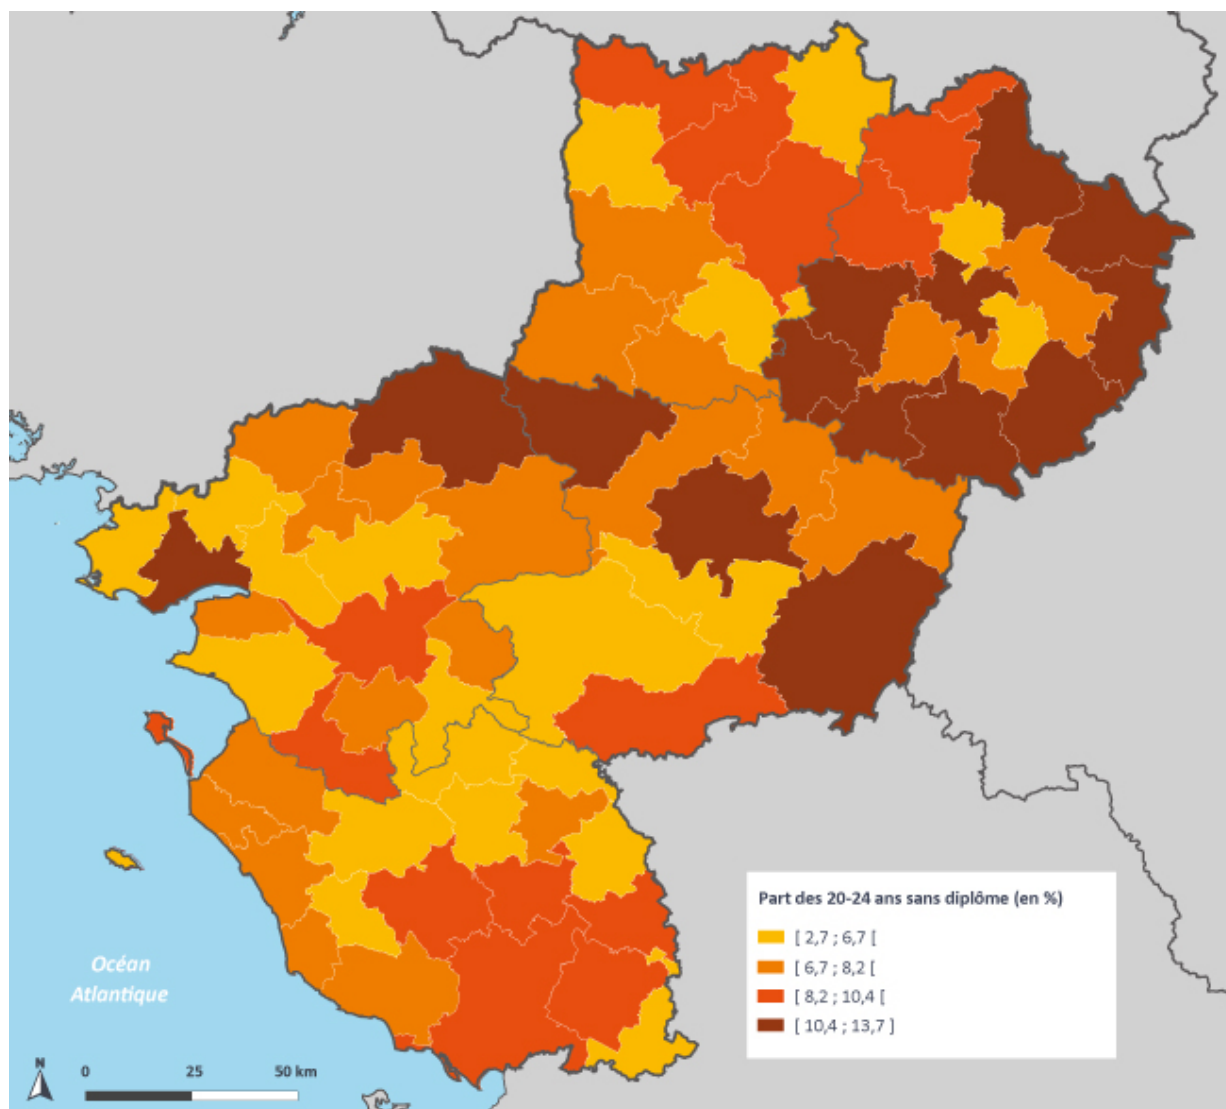 Part des 20-24 ans sans diplôme (en %)
[ 2,7 ; 6,7 [
[ 6,7 ; 8,2 [
[ 8,2 ; 10,4 [
[ 10,4 ; 13,7 ]
Océan
Atlantique
N
0 25 50 km